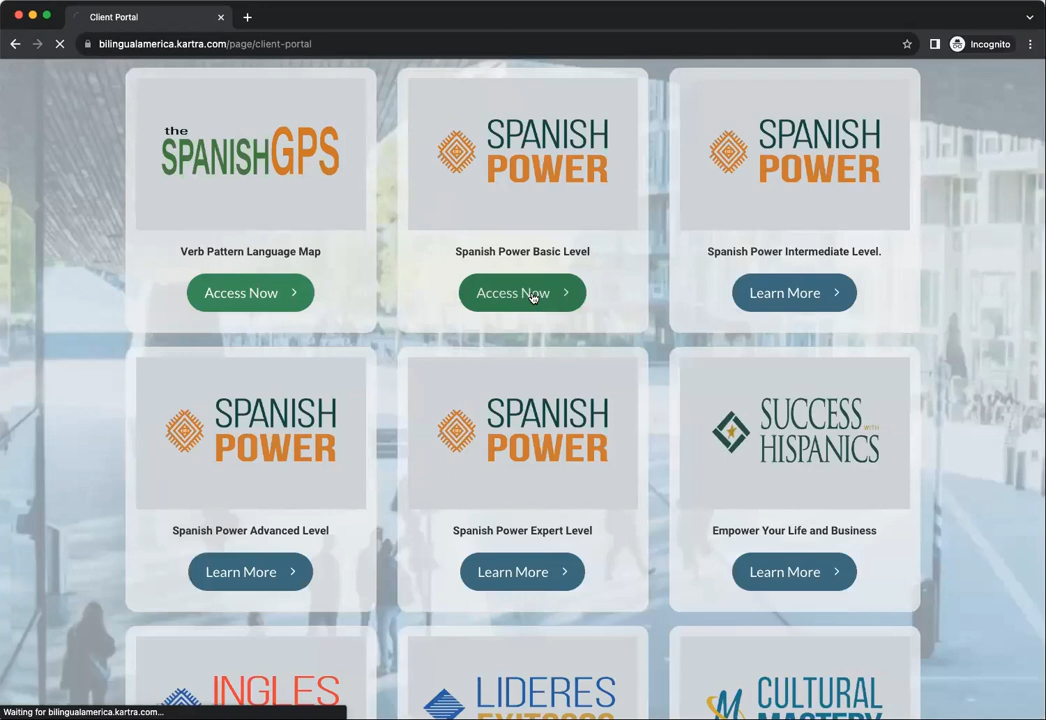 Client Portal
bilingualamerica.kartra.com/page/client-portal
Incognito
the
SPANISHGPS
SPANISH
POWER
SPANISH
POWER
Verb Pattern Language Map
Spanish Power Basic Level
Spanish Power Intermediate Level.
Access Now
Access Now
Learn More
SPANISH
POWER
SPANISH
POWER
SUCCESS
WITH
HISPANICS
Spanish Power Advanced Level
Spanish Power Expert Level
Empower Your Life and Business
Learn More
Learn More
Learn More
INGLES
LIDERES
EXITOSOS
CULTURAL
MASTERY
Waiting for bilingualamerica.kartra.com...